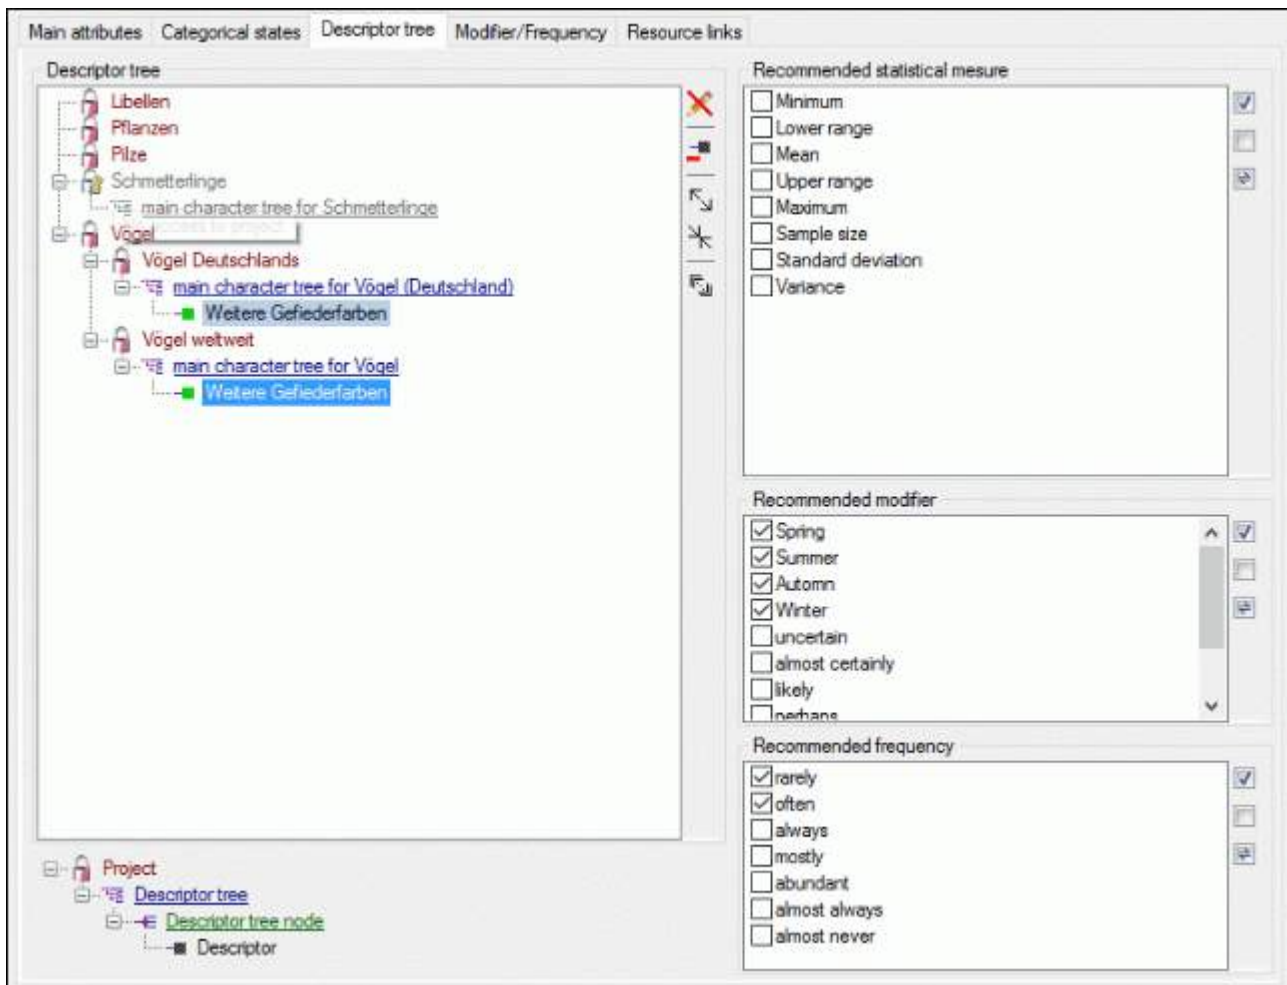 Main attributes Categorical states Descriptor tree Modifier/Frequency Resource links
Descriptor tree
Libellen
Pflanzen
Pilze
Schmetterlinge
main character tree for Schmetterlinge
access to project
Vögel
Vögel Deutschlands
main character tree for Vögel (Deutschland)
Weitere Gefiederfarben
Vögel weltweit
main character tree for Vögel
Weitere Gefiederfarben
Project
Descriptor tree
Descriptor tree node
Descriptor
Recommended statistical mesure
Minimum
Lower range
Mean
Upper range
Maximum
Sample size
Standard deviation
Variance
Recommended modifier
Spring
Summer
Automn
Winter
uncertain
almost certainly
likely
perhaps
Recommended frequency
rarely
often
always
mostly
abundant
almost always
almost never